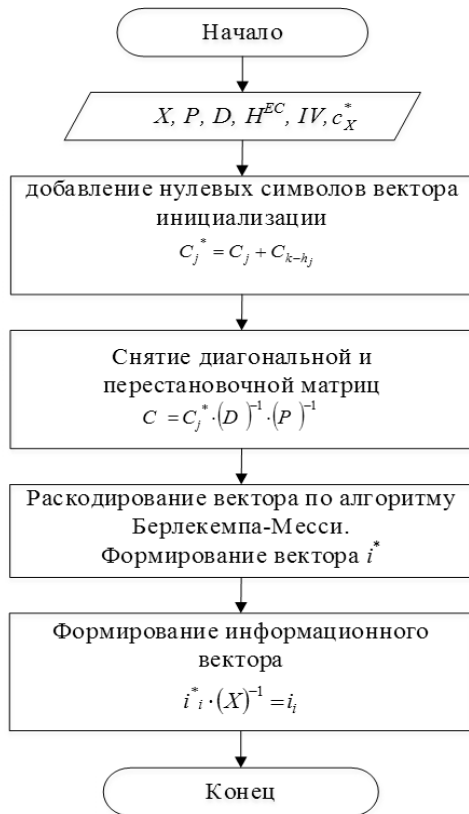 Начало
X, P, D, H^{EC}, IV, c_X^*
добавление нулевых символов вектора
инициализации
C_j^* = C_j + C_{k-h_j}
Снятие диагональной и
перестановочной матриц
C = C_j^* · (D)^{-1} · (P)^{-1}
Раскодирование вектора по алгоритму
Берлекемпа-Месси.
Формирование вектора i^*
Формирование информационного
вектора
i^*_i · (X)^{-1} = i_i
Конец